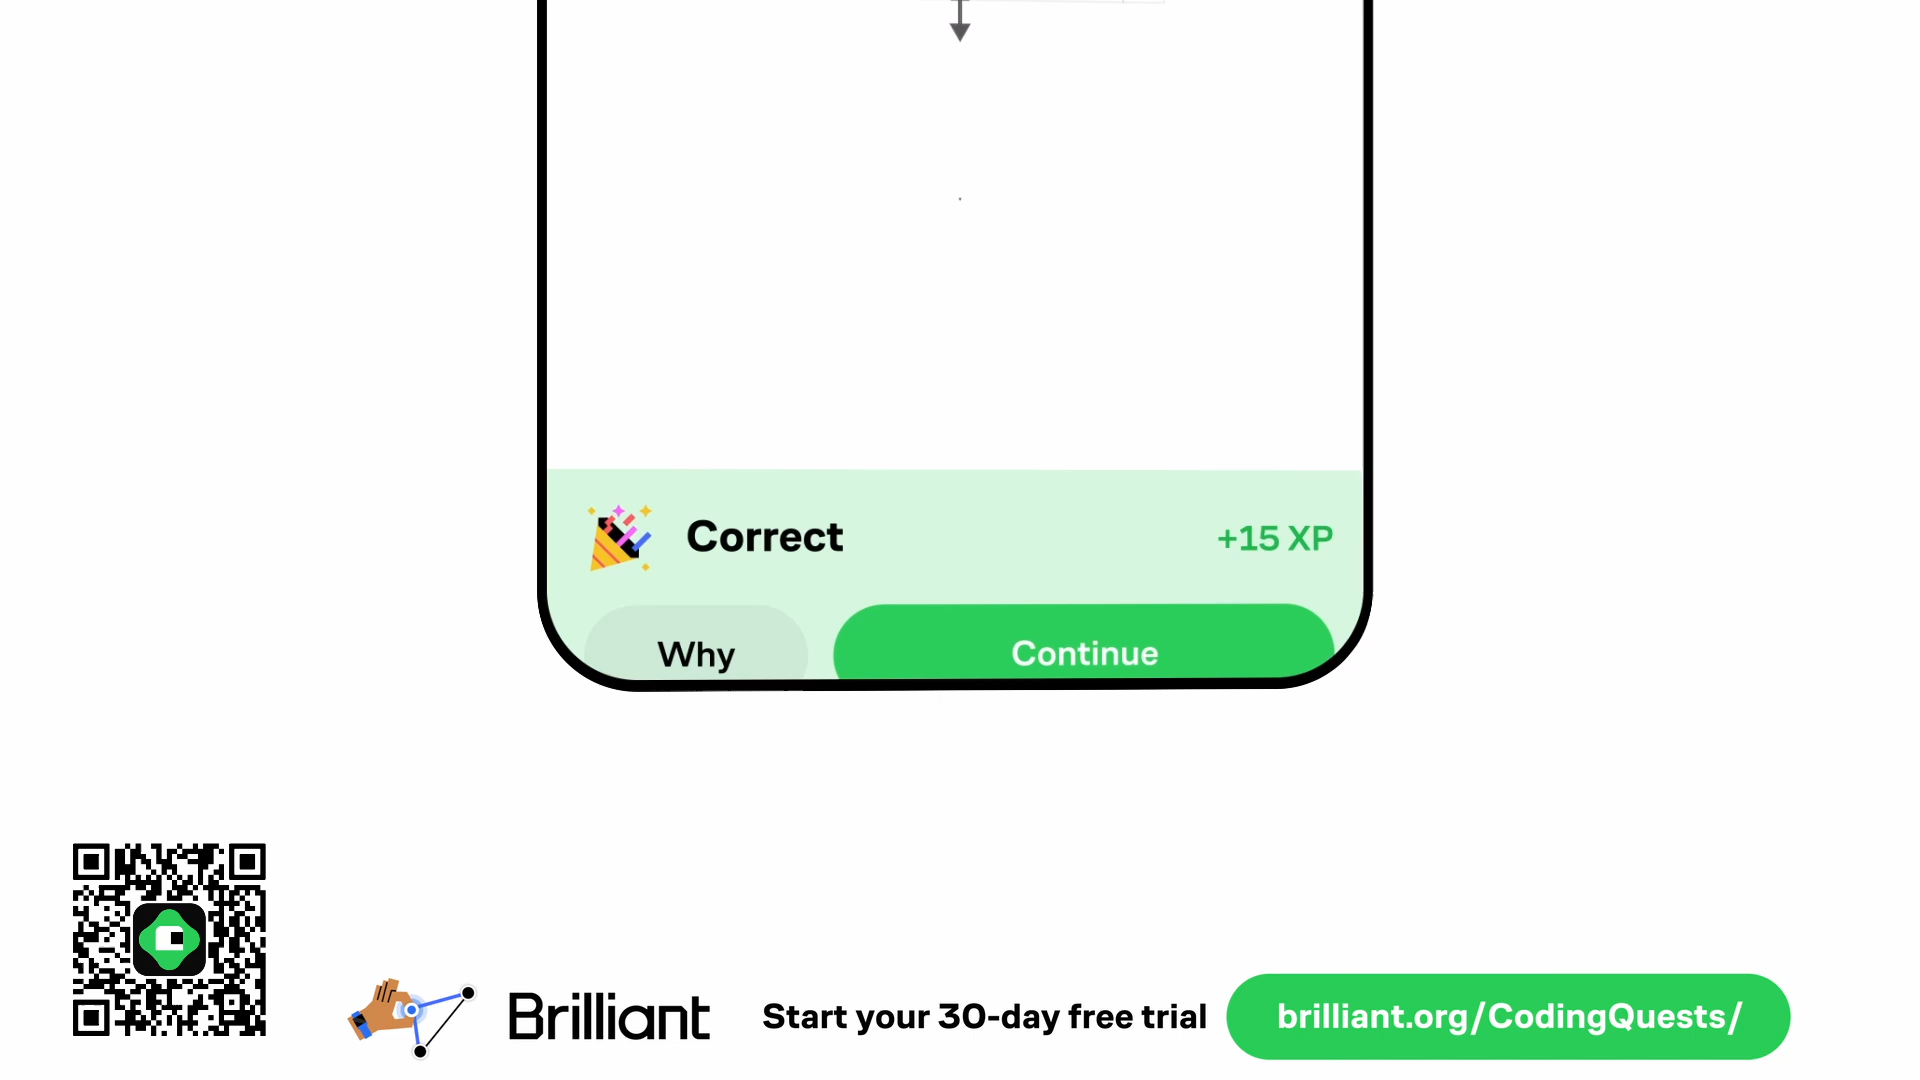 Correct
+15 XP
Why
Continue
Brilliant
Start your 30-day free trial
brilliant.org/CodingQuests/